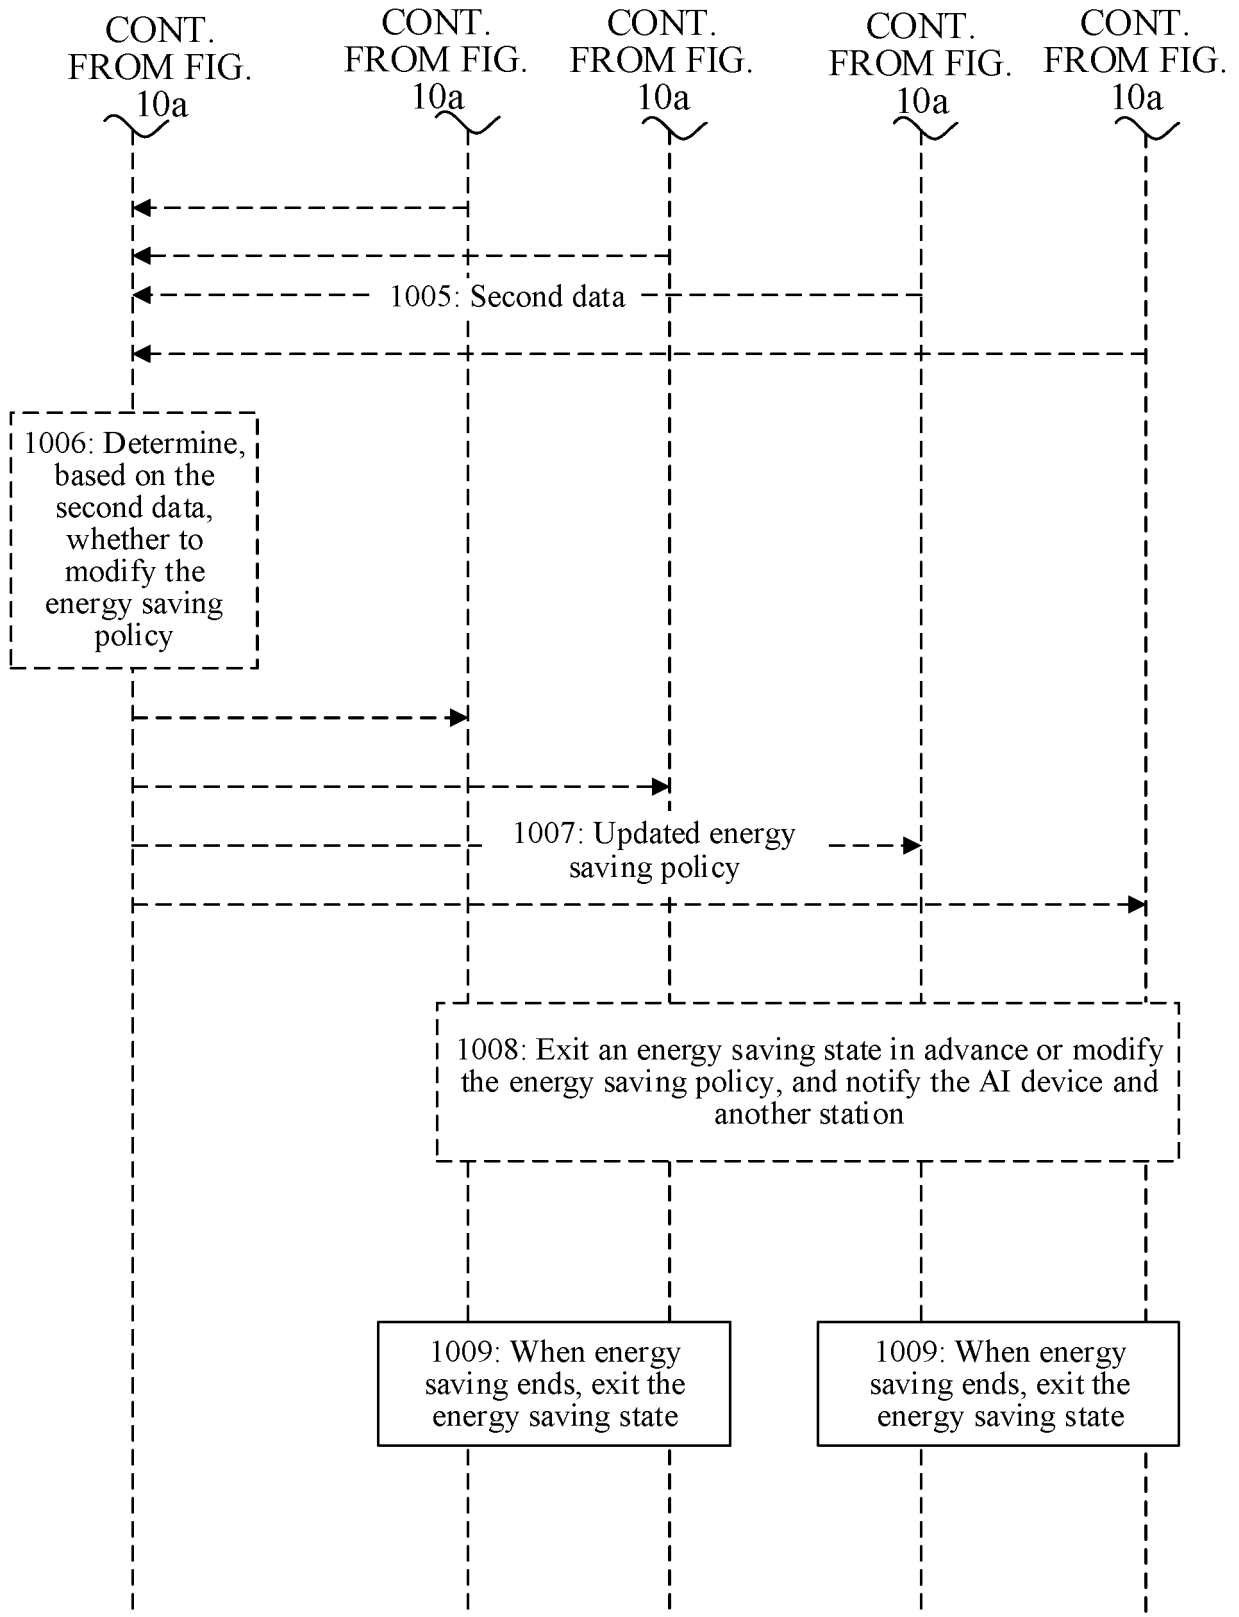 CONT.
FROM FIG.
10a
CONT.
FROM FIG.
10a
CONT.
FROM FIG.
10a
CONT.
FROM FIG.
10a
CONT.
FROM FIG.
10a
1005: Second data
1006: Determine,
based on the
second data,
whether to
modify the
energy saving
policy
1007: Updated energy
saving policy
1008: Exit an energy saving state in advance or modify
the energy saving policy, and notify the AI device and
another station
1009: When energy
saving ends, exit the
energy saving state
1009: When energy
saving ends, exit the
energy saving state